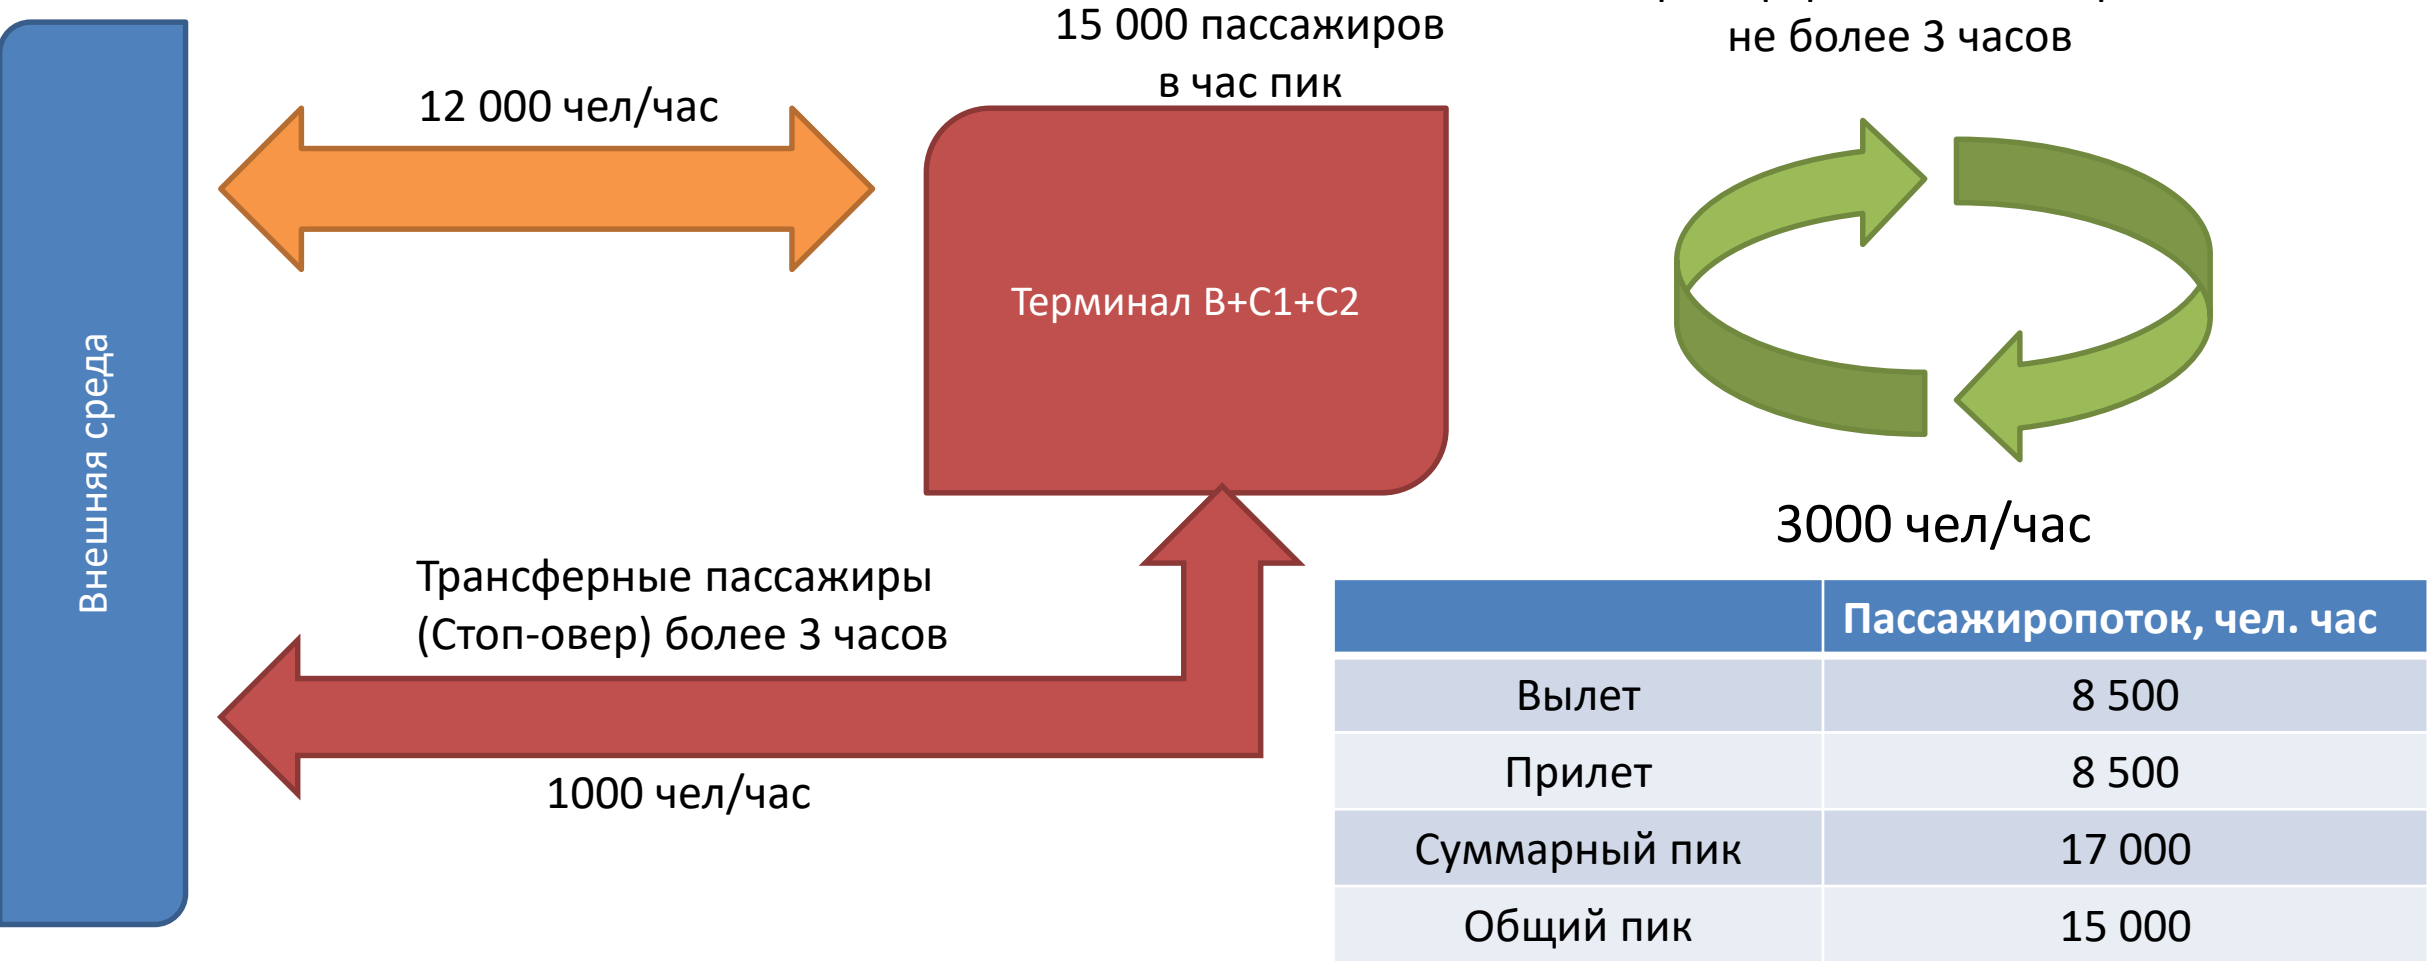 15 000 пассажиров
в час пик
не более 3 часов
12 000 чел/час
Терминал B+C1+C2
Внешняя среда
3000 чел/час
Трансферные пассажиры
(Стоп-овер) более 3 часов
1000 чел/час
Пассажиропоток, чел. час
Вылет 8 500
Прилет 8 500
Суммарный пик 17 000
Общий пик 15 000